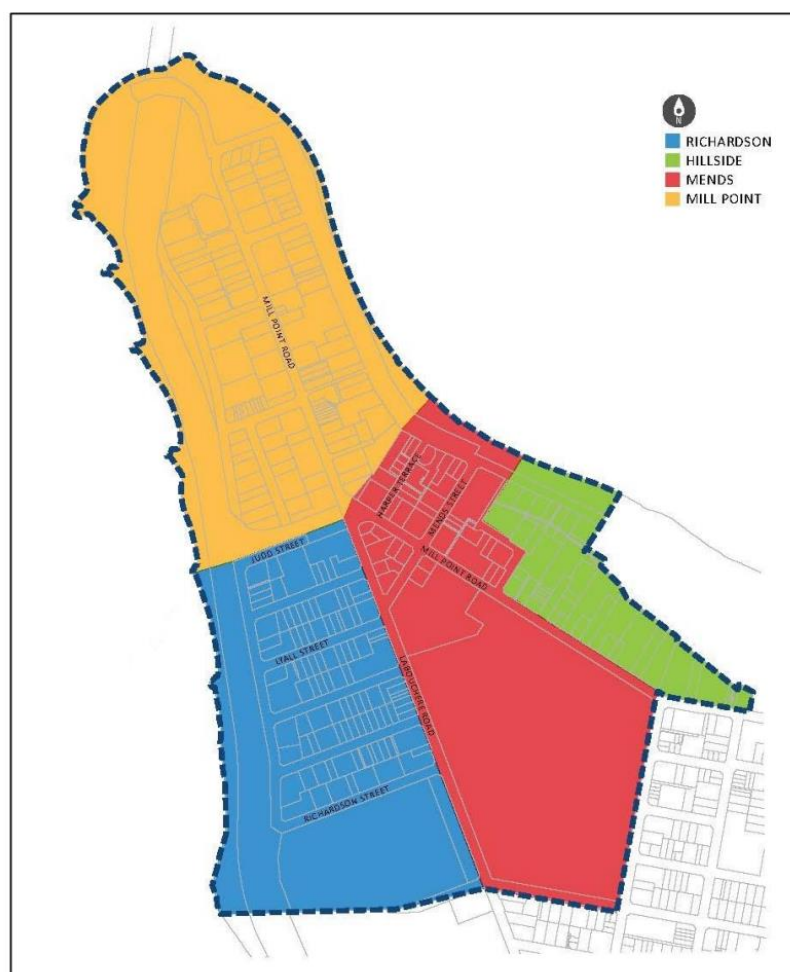 N
RICHARDSON
HILLSIDE
MENDS
MILL POINT
MILL POINT ROAD
HARPER TERRACE
MENDS STREET
MILL POINT ROAD
JUDD STREET
LYALL STREET
LABOUCHERE ROAD
RICHARDSON STREET